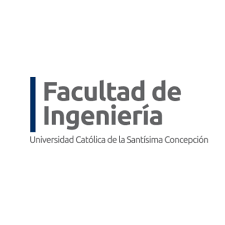 Facultad de
Ingeniería
Universidad Católica de la Santísima Concepción